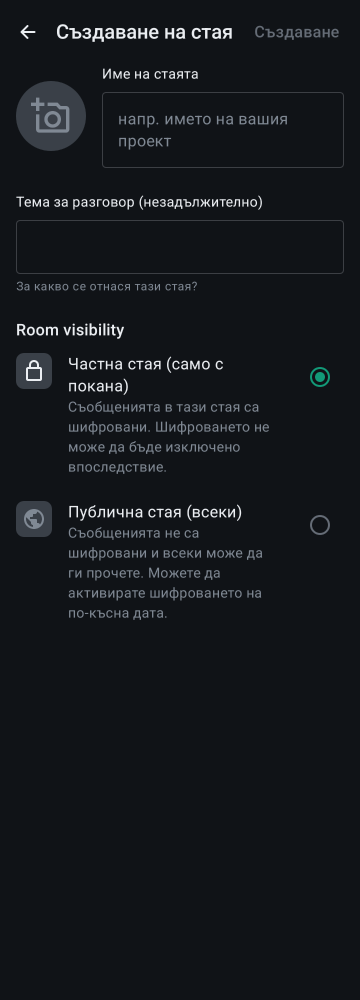 Създаване на стая
Създаване
Име на стаята
напр. името на вашия
проект
Тема за разговор (незадължително)
За какво се отнася тази стая?
Room visibility
Частна стая (само с
покана)
Съобщенията в тази стая са
шифровани. Шифроването не
може да бъде изключено
впоследствие.
Публична стая (всеки)
Съобщенията не са
шифровани и всеки може да
ги прочете. Можете да
активирате шифроването на
по-късна дата.